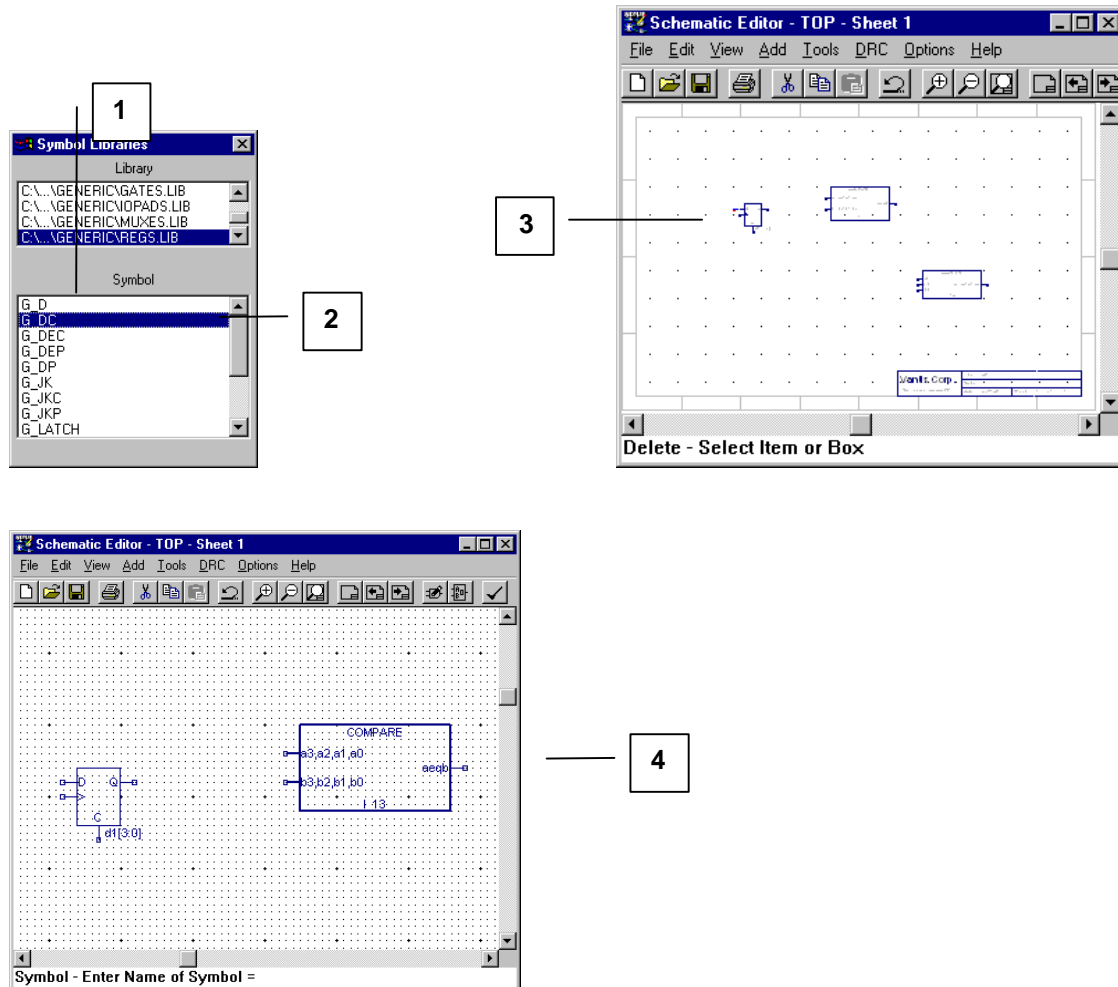 1
Symbol Libraries
Library
C:\...\GENERIC\GATES.LIB
C:\...\GENERIC\IOPADS.LIB
C:\...\GENERIC\MUXES.LIB
C:\...\GENERIC\REGS.LIB
Symbol
G_D
G_DC
G_DEC
G_DEP
G_DP
G_JK
G_JKC
G_JKP
G_LATCH
2
Schematic Editor - TOP - Sheet 1
File Edit View Add Tools DRC Options Help
3
Vantis Corp.
Delete - Select Item or Box
Schematic Editor - TOP - Sheet 1
File Edit View Add Tools DRC Options Help
COMPARE
a3,a2,a1,a0
aeqb
b3,b2,b1,b0
I 13
D Q
C
d1[3:0]
4
Symbol - Enter Name of Symbol =